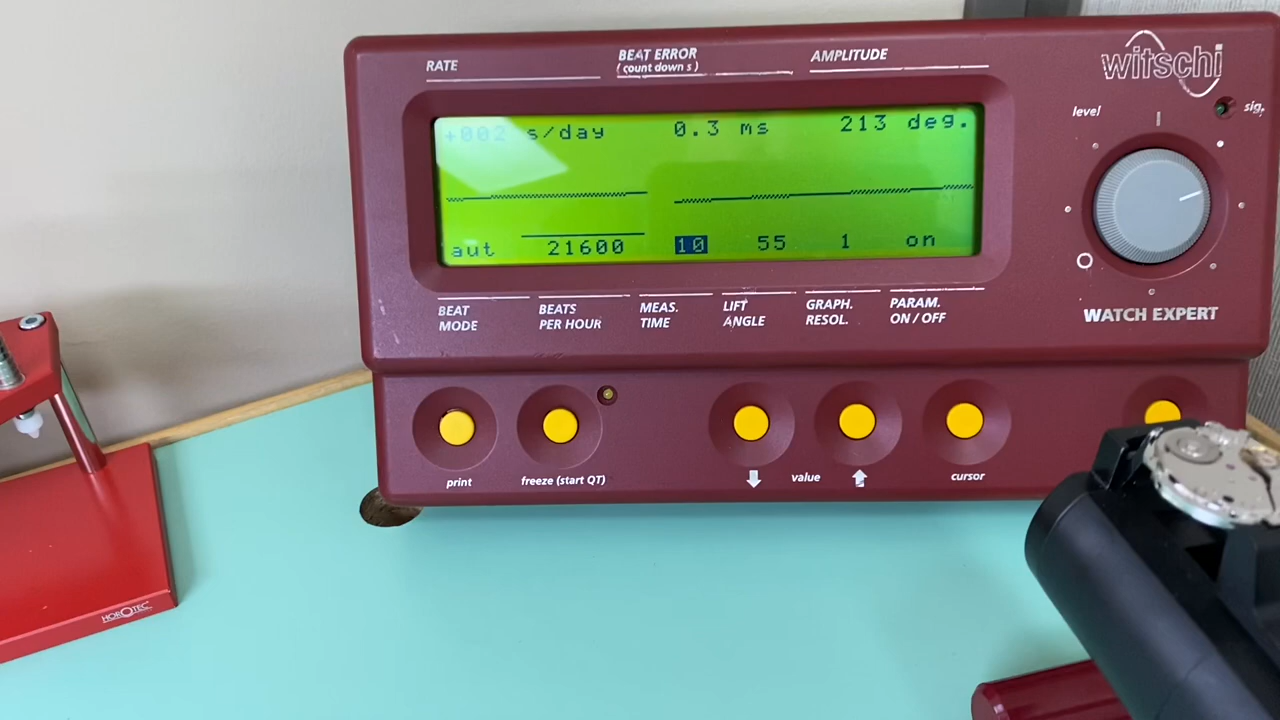 RATE
BEAT ERROR
( count down s )
AMPLITUDE
witschi
level
sig.
+002 s/day 0.3 ms 213 deg.
aut 21600 10 55 1 on
BEAT
MODE
BEATS
PER HOUR
MEAS.
TIME
LIFT
ANGLE
GRAPH.
RESOL.
PARAM.
ON / OFF
WATCH EXPERT
print
freeze (start QT)
value
cursor
HOROTEC